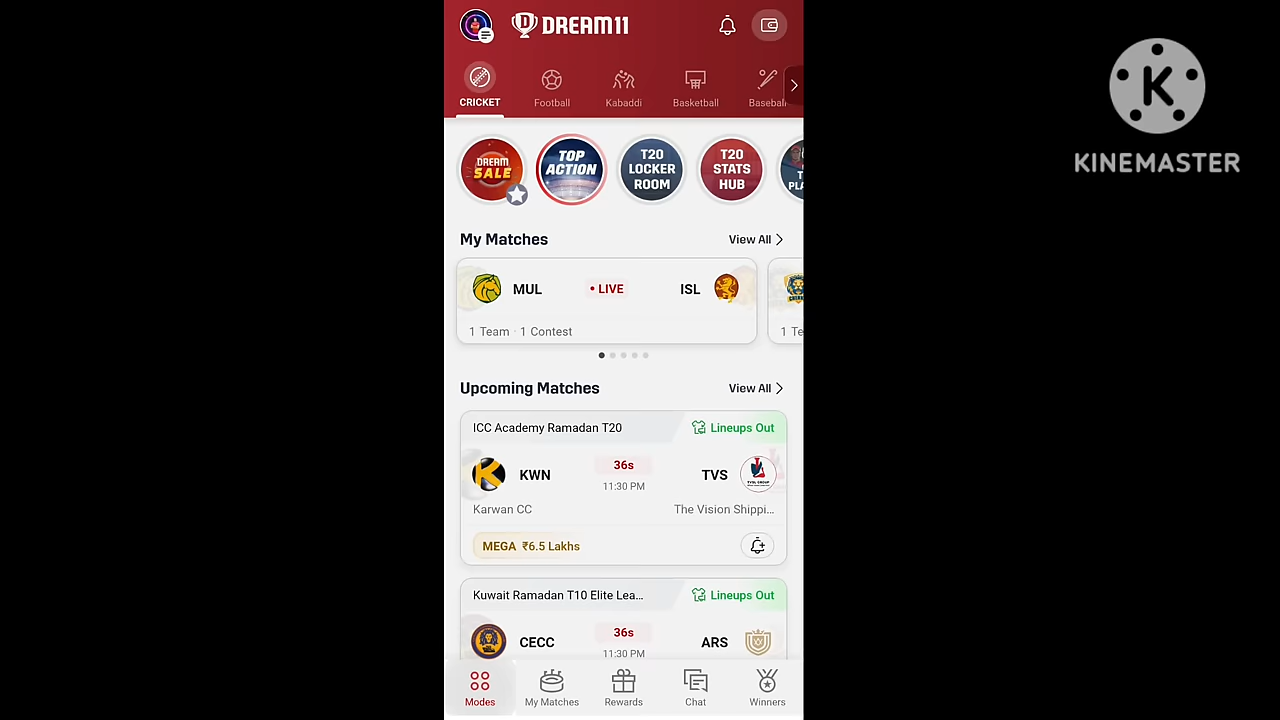 DREAM11
CRICKET
Football
Kabaddi
Basketball
Baseball
DREAM SALE
TOP ACTION
T20 LOCKER ROOM
T20 STATS HUB
My Matches
View All
MUL
• LIVE
ISL
1 Team · 1 Contest
1 Te
Upcoming Matches
View All
ICC Academy Ramadan T20
Lineups Out
KWN
36s
TVS
11:30 PM
Karwan CC
The Vision Shippi...
MEGA ₹6.5 Lakhs
Kuwait Ramadan T10 Elite Lea...
Lineups Out
CECC
36s
ARS
11:30 PM
Modes
My Matches
Rewards
Chat
Winners
K
KINEMASTER